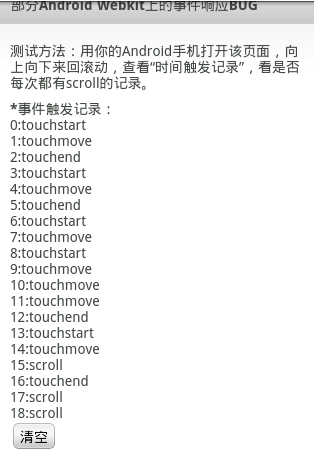 部分Android Webkit上的事件响应BUG
测试方法：用你的Android手机打开该页面，向
上向下来回滚动，查看“时间触发记录”，看是否
每次都有scroll的记录。
*事件触发记录：
0:touchstart
1:touchmove
2:touchend
3:touchstart
4:touchmove
5:touchend
6:touchstart
7:touchmove
8:touchstart
9:touchmove
10:touchmove
11:touchmove
12:touchend
13:touchstart
14:touchmove
15:scroll
16:touchend
17:scroll
18:scroll
清空